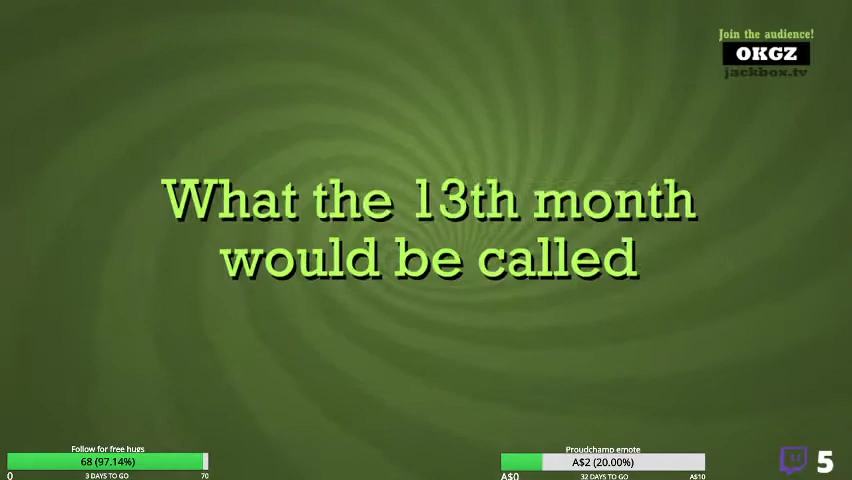 Join the audience!
OKGZ
jackbox.tv
What the 13th month
would be called
Follow for free hugs
68 (97.14%)
0 3 DAYS TO GO 70
Proudchamp emote
A$2 (20.00%)
A$0 32 DAYS TO GO A$10
5